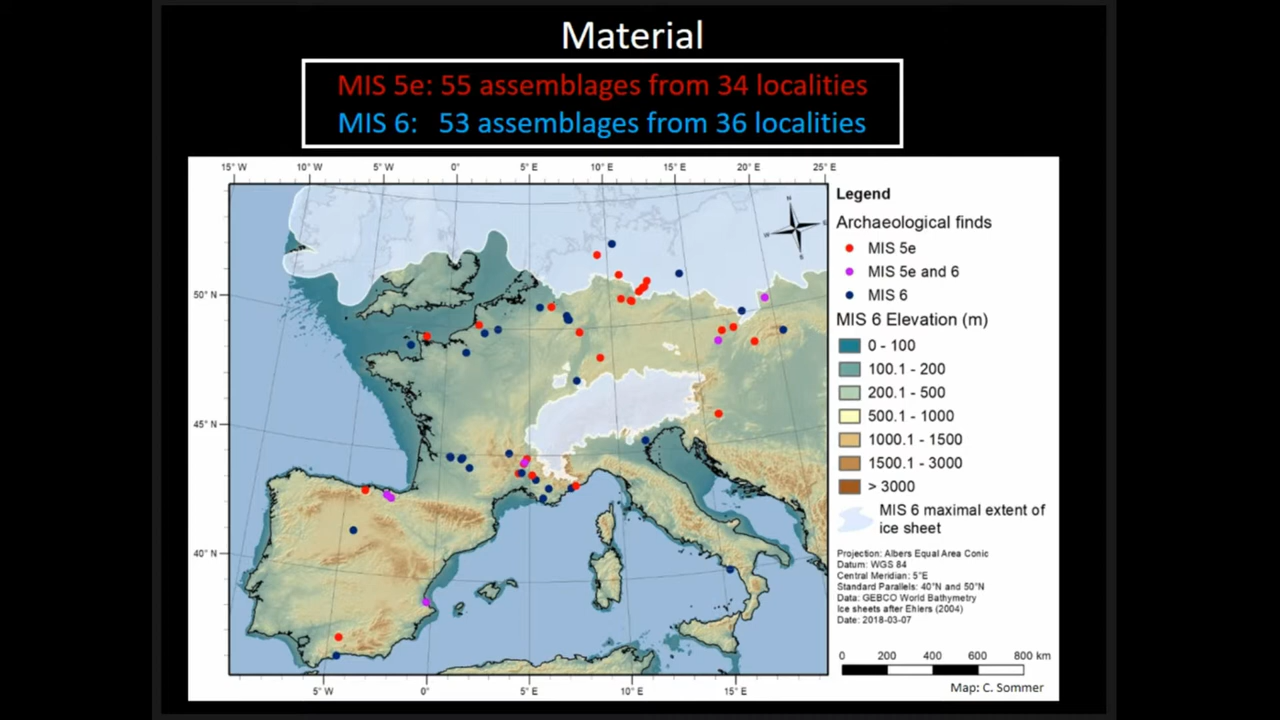 Material
MIS 5e: 55 assemblages from 34 localities
MIS 6: 53 assemblages from 36 localities
15° W 10° W 5° W 0° 5° E 10° E 15° E 20° E 25° E
50° N
45° N
40° N
5° W 0° 5° E 10° E 15° E
N
W
E
S
Legend
Archaeological finds
MIS 5e
MIS 5e and 6
MIS 6
MIS 6 Elevation (m)
0 - 100
100.1 - 200
200.1 - 500
500.1 - 1000
1000.1 - 1500
1500.1 - 3000
> 3000
MIS 6 maximal extent of
ice sheet
Projection: Albers Equal Area Conic
Datum: WGS 84
Central Meridian: 5°E
Standard Parallels: 40°N and 50°N
Data: GEBCO World Bathymetry
Ice sheets after Ehlers (2004)
Date: 2018-03-07
0 200 400 600 800 km
Map: C. Sommer